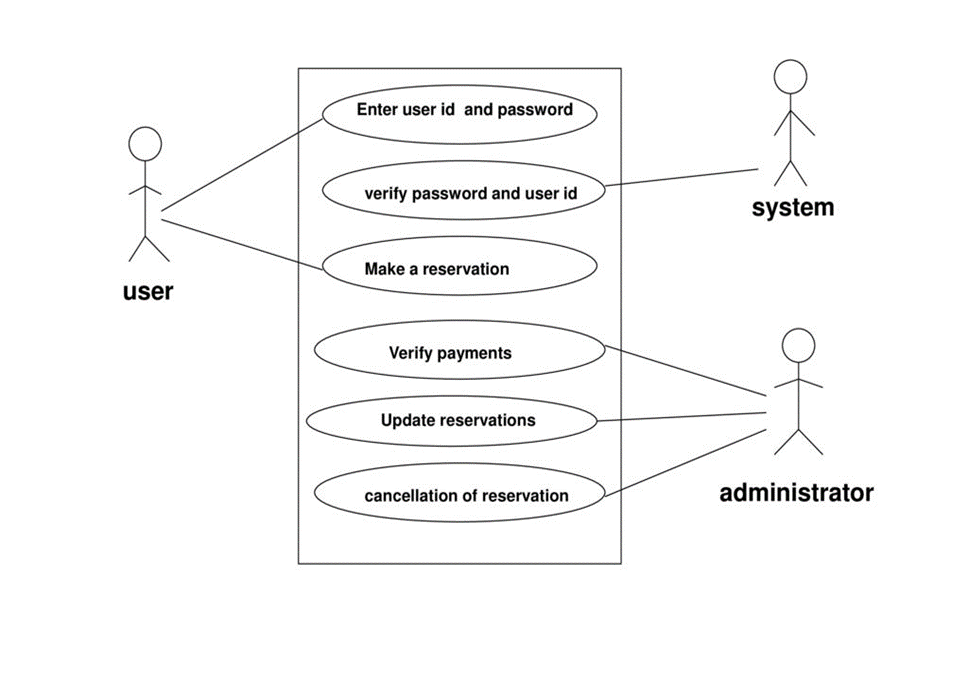 Enter user id and password
verify password and user id
system
Make a reservation
user
Verify payments
Update reservations
administrator
cancellation of reservation